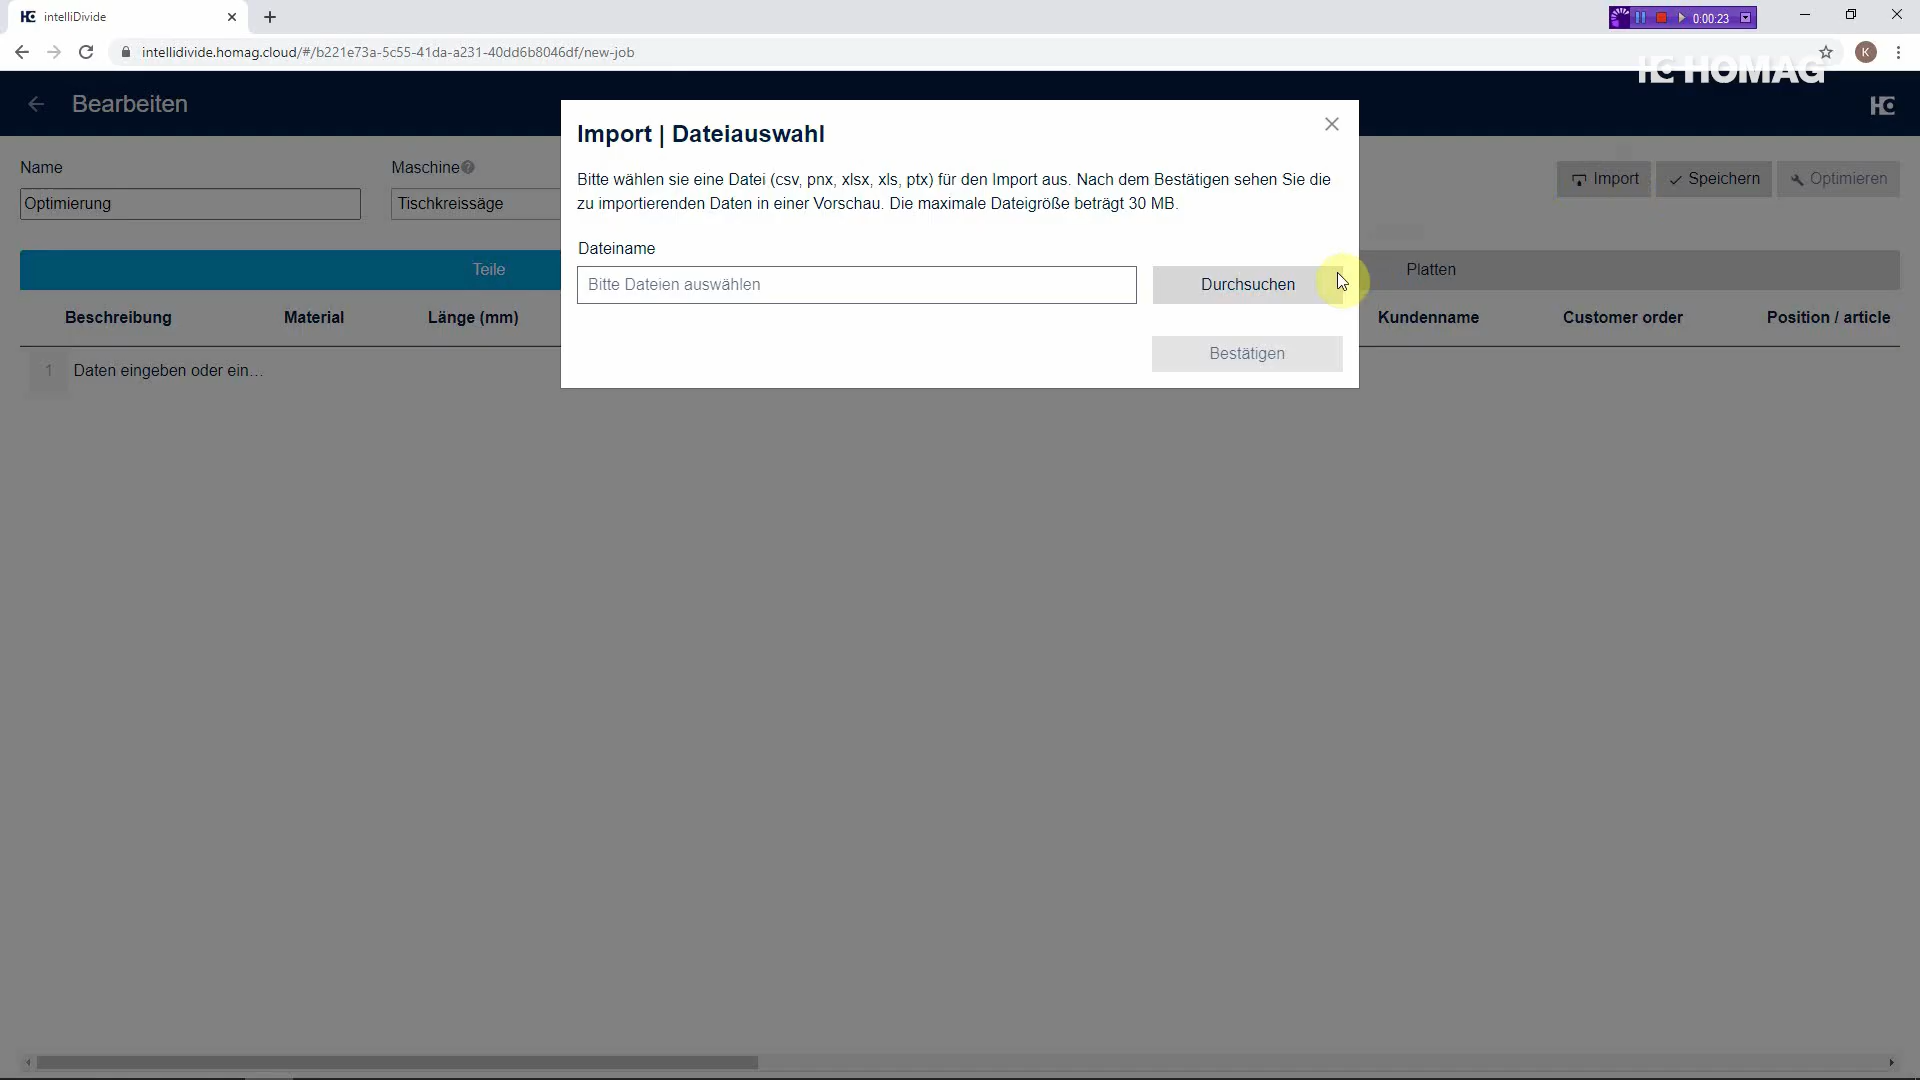 intelliDivide
0:00:23
intellidivide.homag.cloud/#/b221e73a-5c55-41da-a231-40dd6b8046df/new-job
K
HOMAG
Bearbeiten
Import | Dateiauswahl
Bitte wählen sie eine Datei (csv, pnx, xlsx, xls, ptx) für den Import aus. Nach dem Bestätigen sehen Sie die
zu importierenden Daten in einer Vorschau. Die maximale Dateigröße beträgt 30 MB.
Name
Maschine
Import
Speichern
Optimieren
Optimierung
Tischkreissäge
Dateiname
Bitte Dateien auswählen
Durchsuchen
Bestätigen
Teile
Platten
Beschreibung
Material
Länge (mm)
Kundenname
Customer order
Position / article
1
Daten eingeben oder ein…